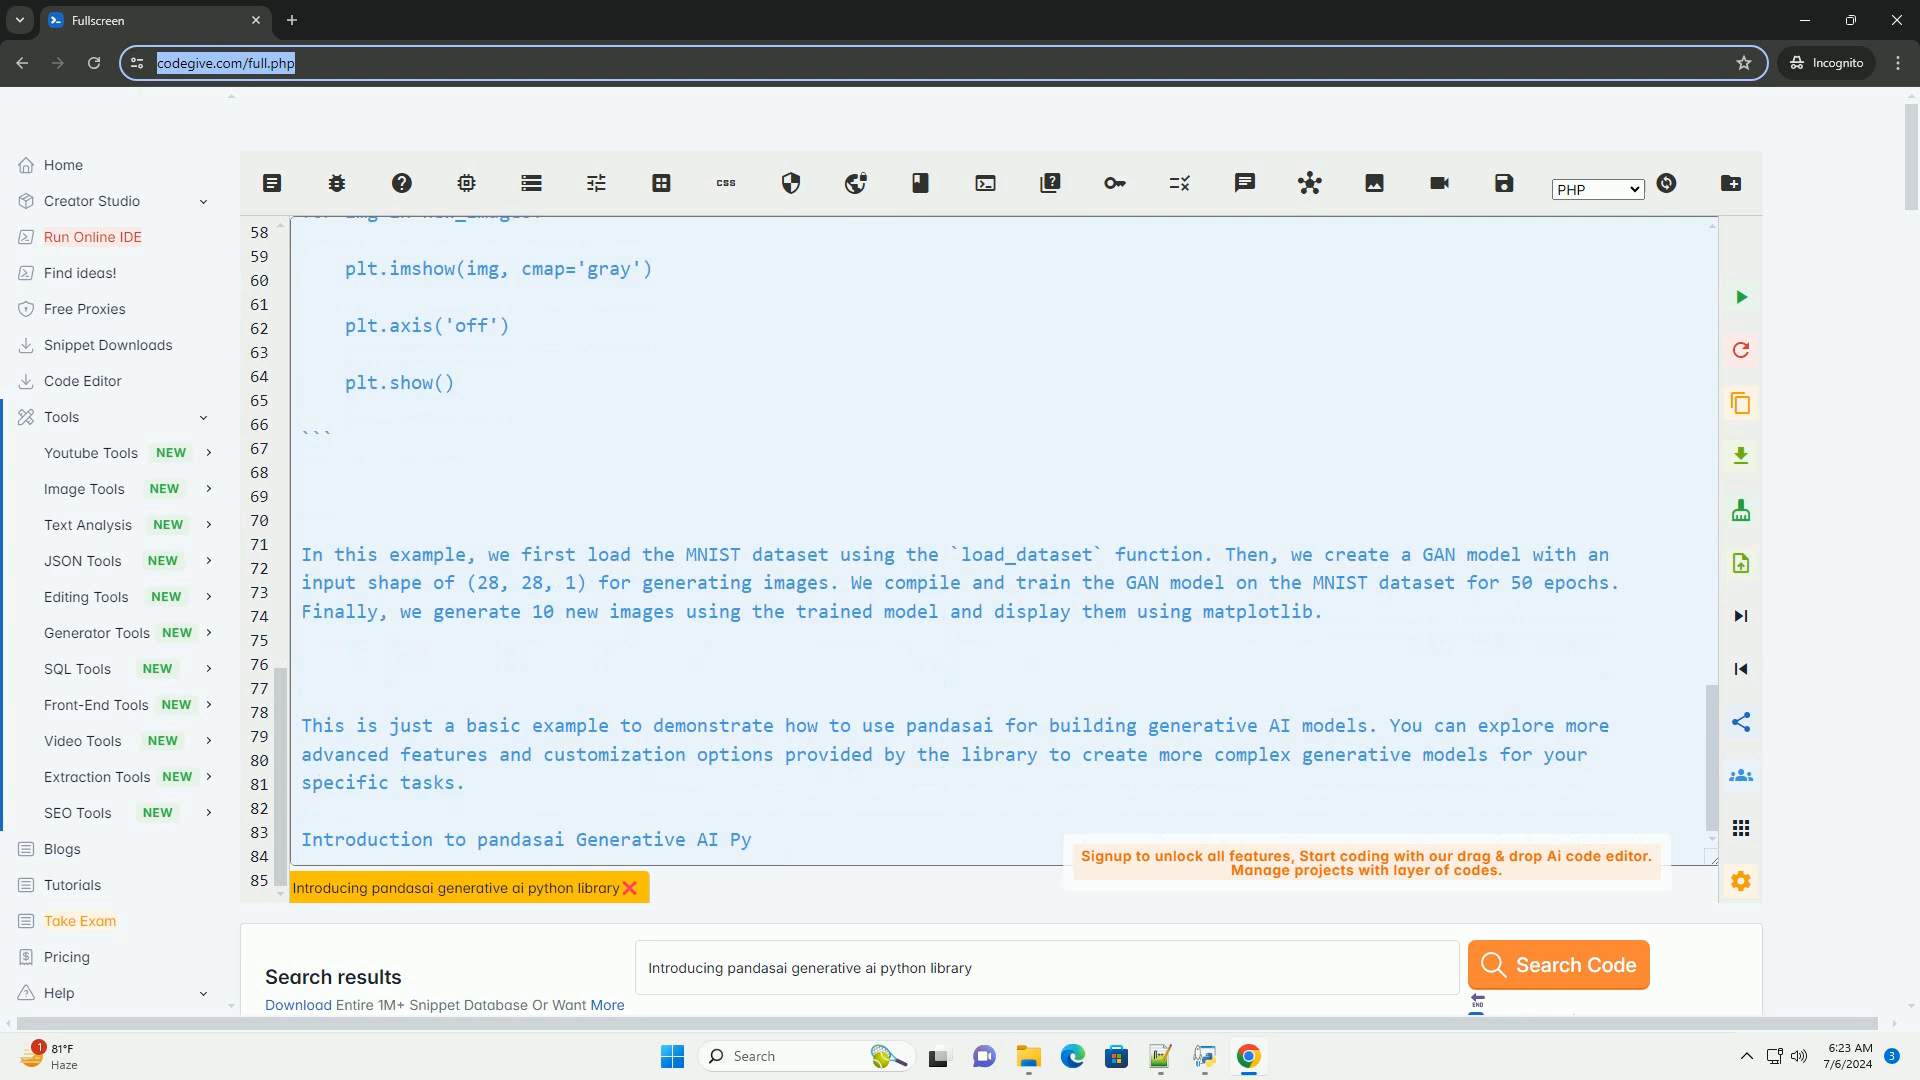 Fullscreen
codegive.com/full.php
Incognito
Home
Creator Studio
Run Online IDE
Find ideas!
Free Proxies
Snippet Downloads
Code Editor
Tools
Youtube Tools NEW
Image Tools NEW
Text Analysis NEW
JSON Tools NEW
Editing Tools NEW
Generator Tools NEW
SQL Tools NEW
Front-End Tools NEW
Video Tools NEW
Extraction Tools NEW
SEO Tools NEW
Blogs
Tutorials
Take Exam
Pricing
Help
css
PHP
58
59
60
61
62
63
64
65
66
67
68
69
70
71
72
73
74
75
76
77
78
79
80
81
82
83
84
85
plt.imshow(img, cmap='gray')
plt.axis('off')
plt.show()
```
In this example, we first load the MNIST dataset using the `load_dataset` function. Then, we create a GAN model with an
input shape of (28, 28, 1) for generating images. We compile and train the GAN model on the MNIST dataset for 50 epochs.
Finally, we generate 10 new images using the trained model and display them using matplotlib.
This is just a basic example to demonstrate how to use pandasai for building generative AI models. You can explore more
advanced features and customization options provided by the library to create more complex generative models for your
specific tasks.
Introduction to pandasai Generative AI Py
Signup to unlock all features, Start coding with our drag & drop Ai code editor.
Manage projects with layer of codes.
Introducing pandasai generative ai python library
Search results
Download Entire 1M+ Snippet Database Or Want More
Introducing pandasai generative ai python library
Search Code
END
1
81°F
Haze
Search
6:23 AM
7/6/2024
3